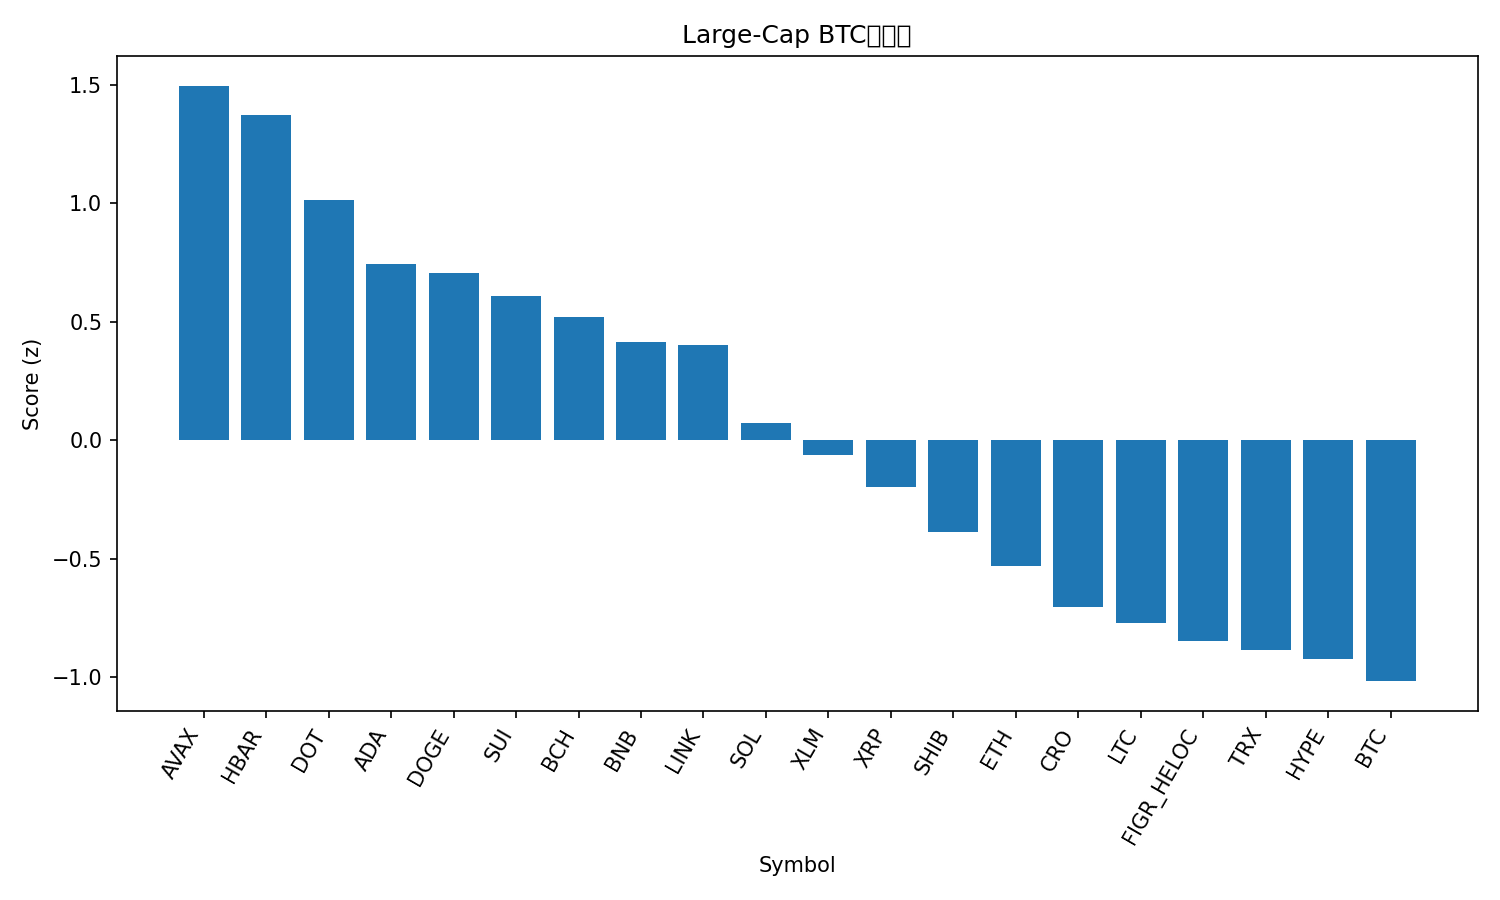 Large-Cap BTC
1.5
1.0
0.5
0.0
−0.5
−1.0
Score (z)
AVAX
HBAR
DOT
ADA
DOGE
SUI
BCH
BNB
LINK
SOL
XLM
XRP
SHIB
ETH
CRO
LTC
FIGR_HELOC
TRX
HYPE
BTC
Symbol